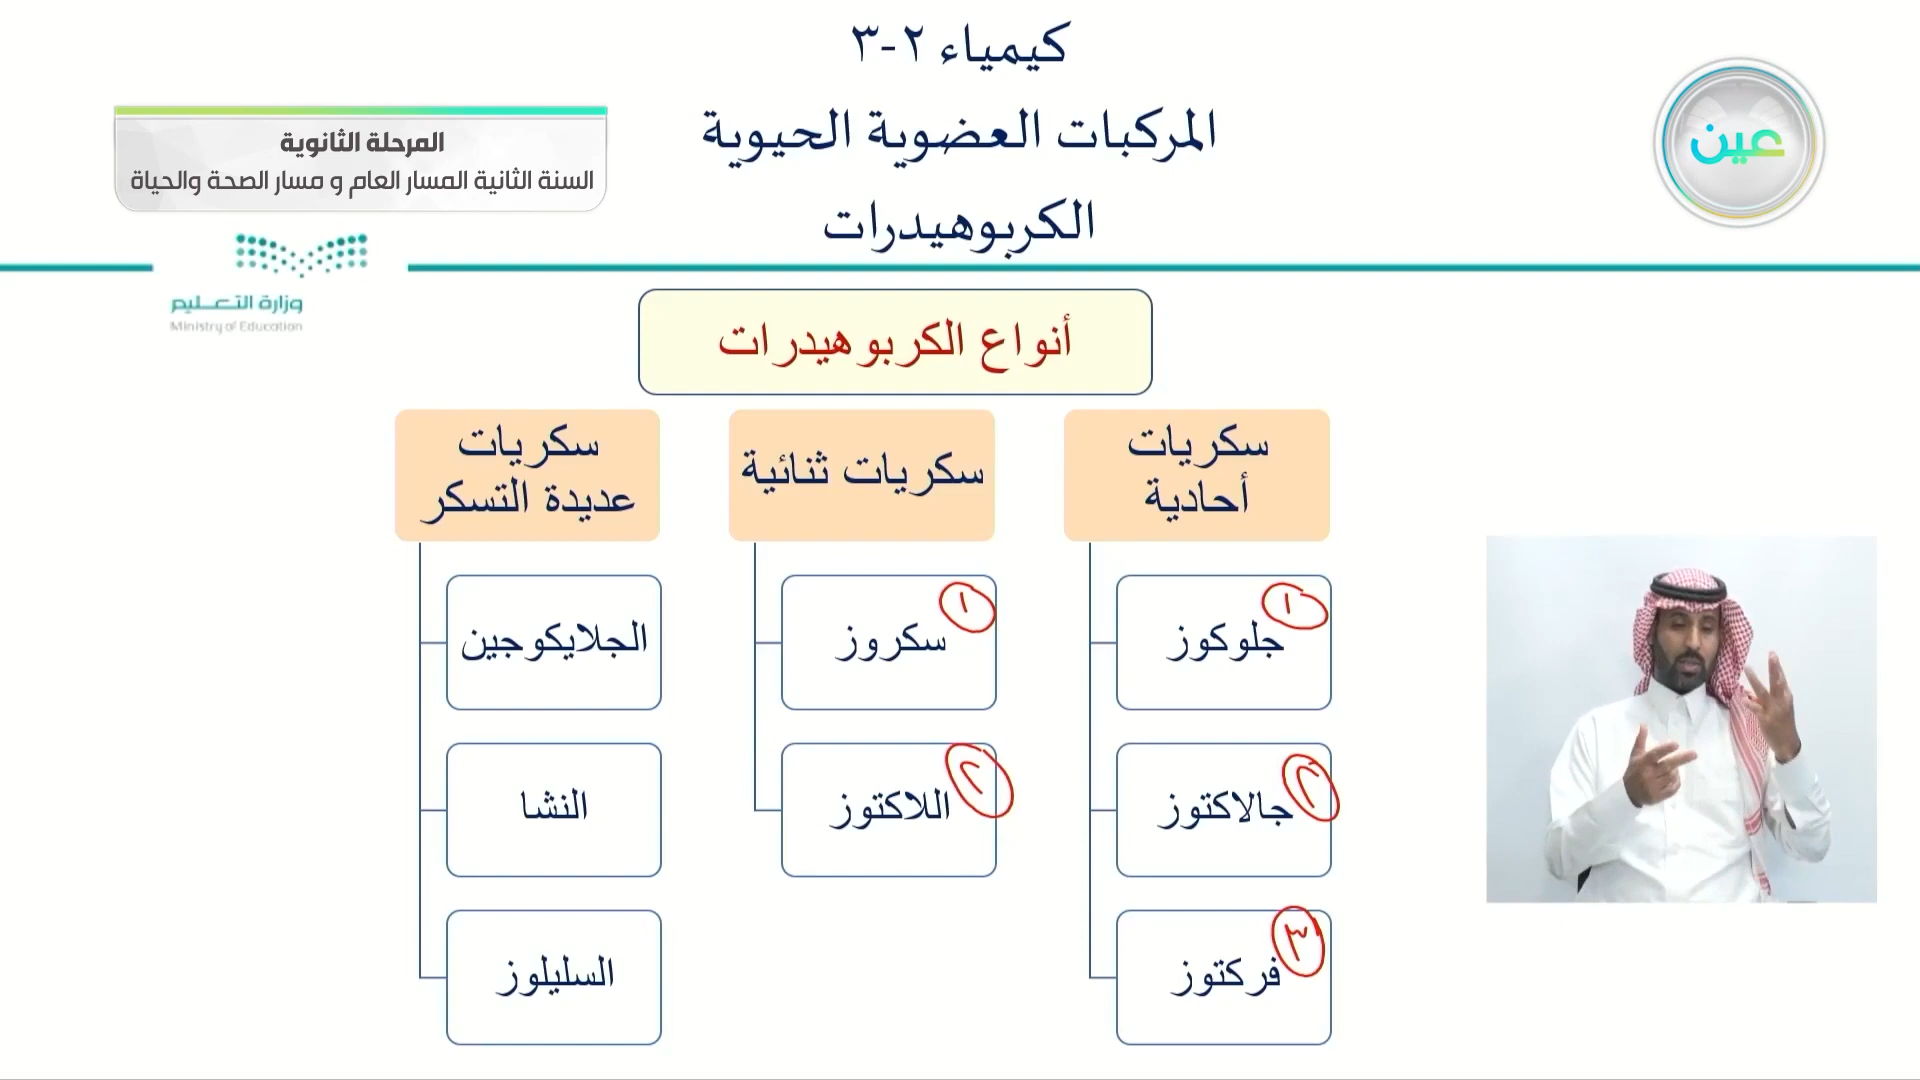 كيمياء ٢-٣
المركبات العضوية الحيوية
الكربوهيدرات
عين
المرحلة الثانوية
السنة الثانية المسار العام و مسار الصحة والحياة
وزارة التعليم
Ministry of Education
أنواع الكربوهيدرات
سكريات
أحادية
١
جلوكوز
٢
جالاكتوز
٣
فركتوز
سكريات ثنائية
١
سكروز
٢
اللاكتوز
سكريات
عديدة التسكر
الجلايكوجين
النشا
السليلوز